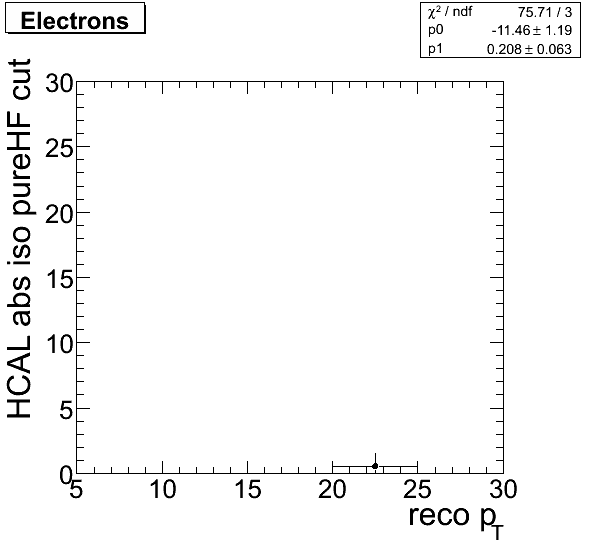 Electrons
χ² / ndf 75.71 / 3
p0 -11.46 ± 1.19
p1 0.208 ± 0.063
HCAL abs iso pureHF cut
30
25
20
15
10
5
0
5 10 15 20 25 30
reco p_T